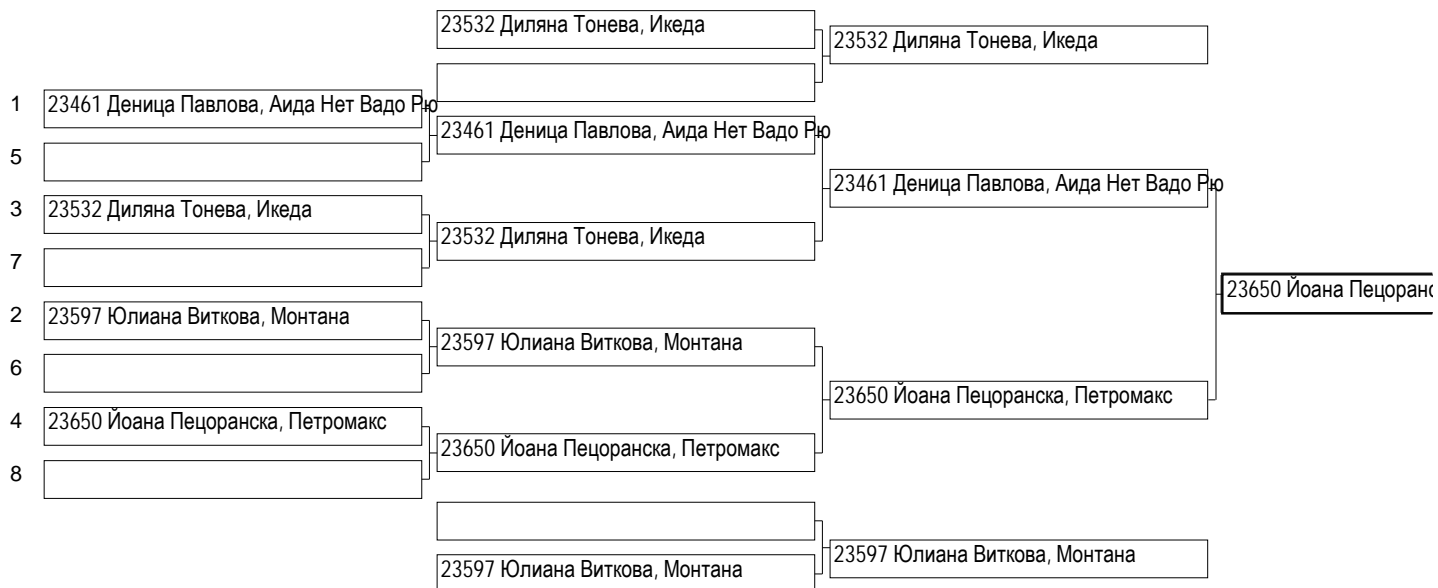 23532 Диляна Тонева, Икеда
23532 Диляна Тонева, Икеда
1 23461 Деница Павлова, Аида Нет Вадо Рю
23461 Деница Павлова, Аида Нет Вадо Рю
5
23461 Деница Павлова, Аида Нет Вадо Рю
3 23532 Диляна Тонева, Икеда
23532 Диляна Тонева, Икеда
7
23650 Йоана Пецоранс
2 23597 Юлиана Виткова, Монтана
23597 Юлиана Виткова, Монтана
6
23650 Йоана Пецоранска, Петромакс
4 23650 Йоана Пецоранска, Петромакс
23650 Йоана Пецоранска, Петромакс
8
23597 Юлиана Виткова, Монтана
23597 Юлиана Виткова, Монтана